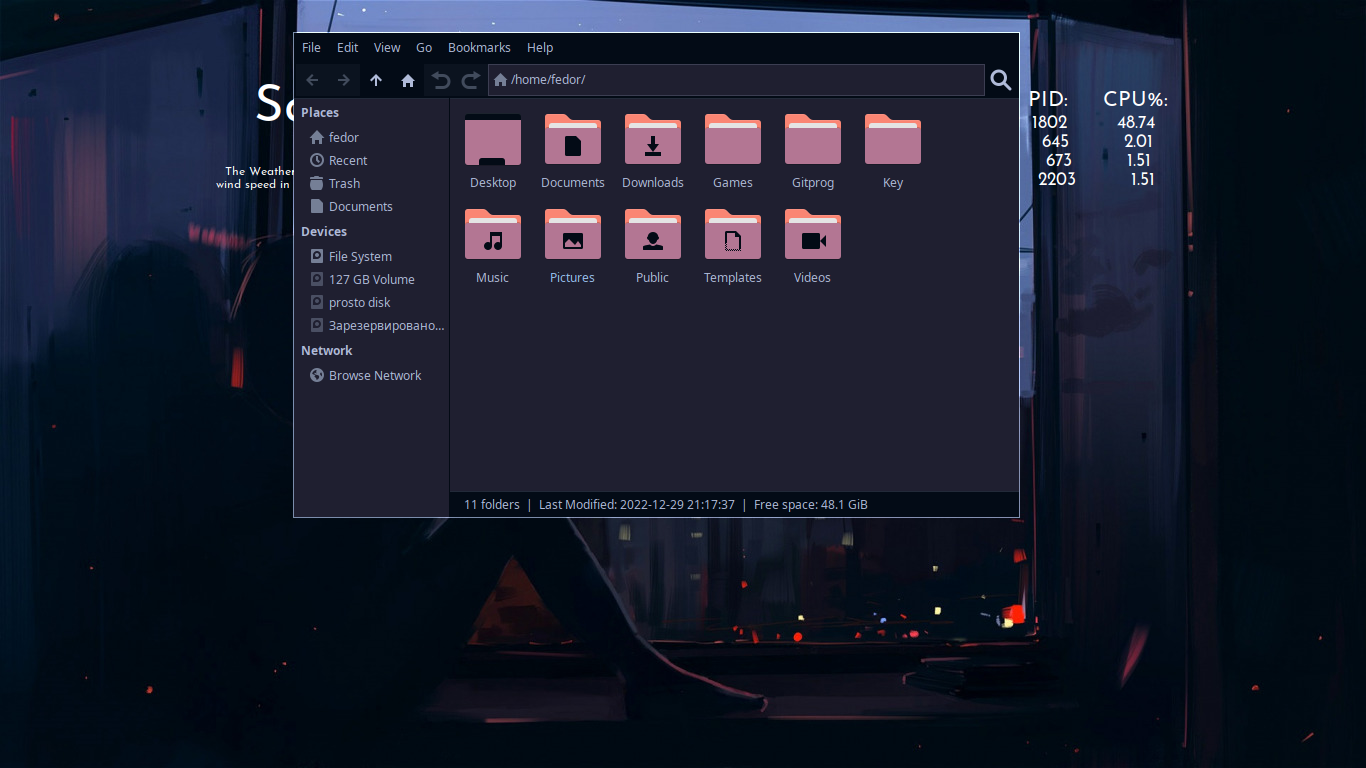 File Edit View Go Bookmarks Help
/home/fedor/
Places
fedor
Recent
Trash
Documents
Devices
File System
127 GB Volume
prosto disk
Зарезервировано...
Network
Browse Network
Desktop Documents Downloads Games Gitprog Key
Music Pictures Public Templates Videos
11 folders | Last Modified: 2022-12-29 21:17:37 | Free space: 48.1 GiB
The
wind speed in
PID: CPU%:
1802 48.74
645 2.01
673 1.51
2203 1.51